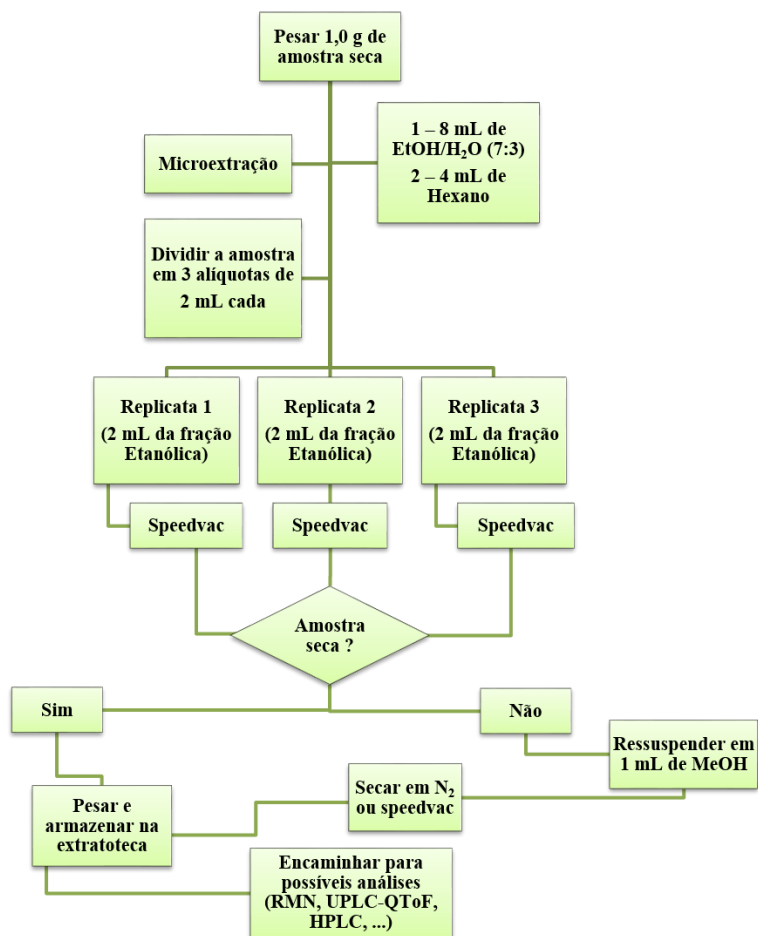 Pesar 1,0 g de
amostra seca
Microextração
1 – 8 mL de
EtOH/H₂O (7:3)
2 – 4 mL de
Hexano
Dividir a amostra
em 3 alíquotas de
2 mL cada
Replicata 1
(2 mL da fração
Etanólica)
Replicata 2
(2 mL da fração
Etanólica)
Replicata 3
(2 mL da fração
Etanólica)
Speedvac
Speedvac
Speedvac
Amostra
seca ?
Sim
Não
Ressuspender em
1 mL de MeOH
Secar em N₂
ou speedvac
Pesar e
armazenar na
extratoteca
Encaminhar para
possíveis análises
(RMN, UPLC-QToF,
HPLC, ...)